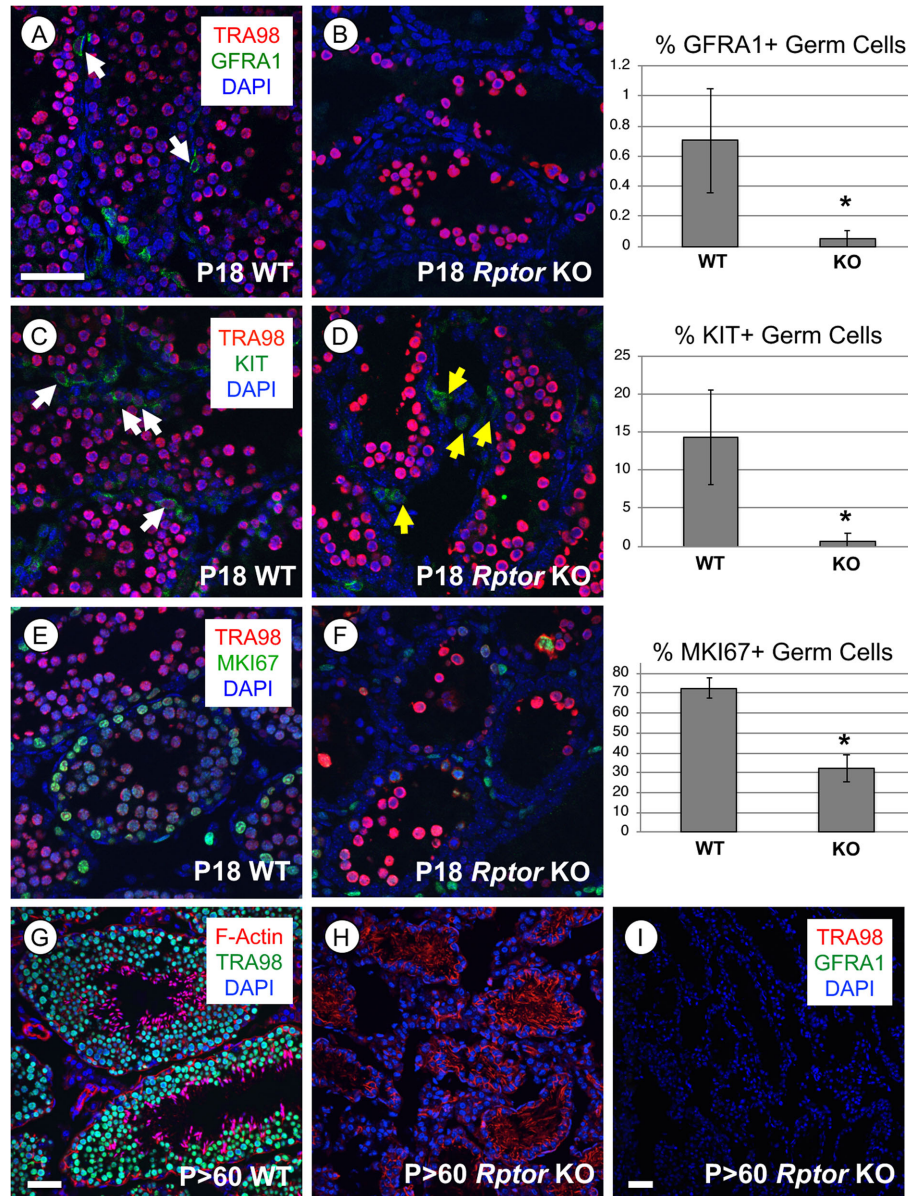 A
TRA98
GFRA1
DAPI
P18 WT
B
P18 Rptor KO
% GFRA1+ Germ Cells
1.2
1
0.8
0.6
0.4
0.2
0
*
WT
KO
C
TRA98
KIT
DAPI
P18 WT
D
P18 Rptor KO
% KIT+ Germ Cells
25
20
15
10
5
0
*
WT
KO
E
TRA98
MKI67
DAPI
P18 WT
F
P18 Rptor KO
% MKI67+ Germ Cells
80
70
60
50
40
30
20
10
0
*
WT
KO
G
F-Actin
TRA98
DAPI
P>60 WT
H
P>60 Rptor KO
I
TRA98
GFRA1
DAPI
P>60 Rptor KO